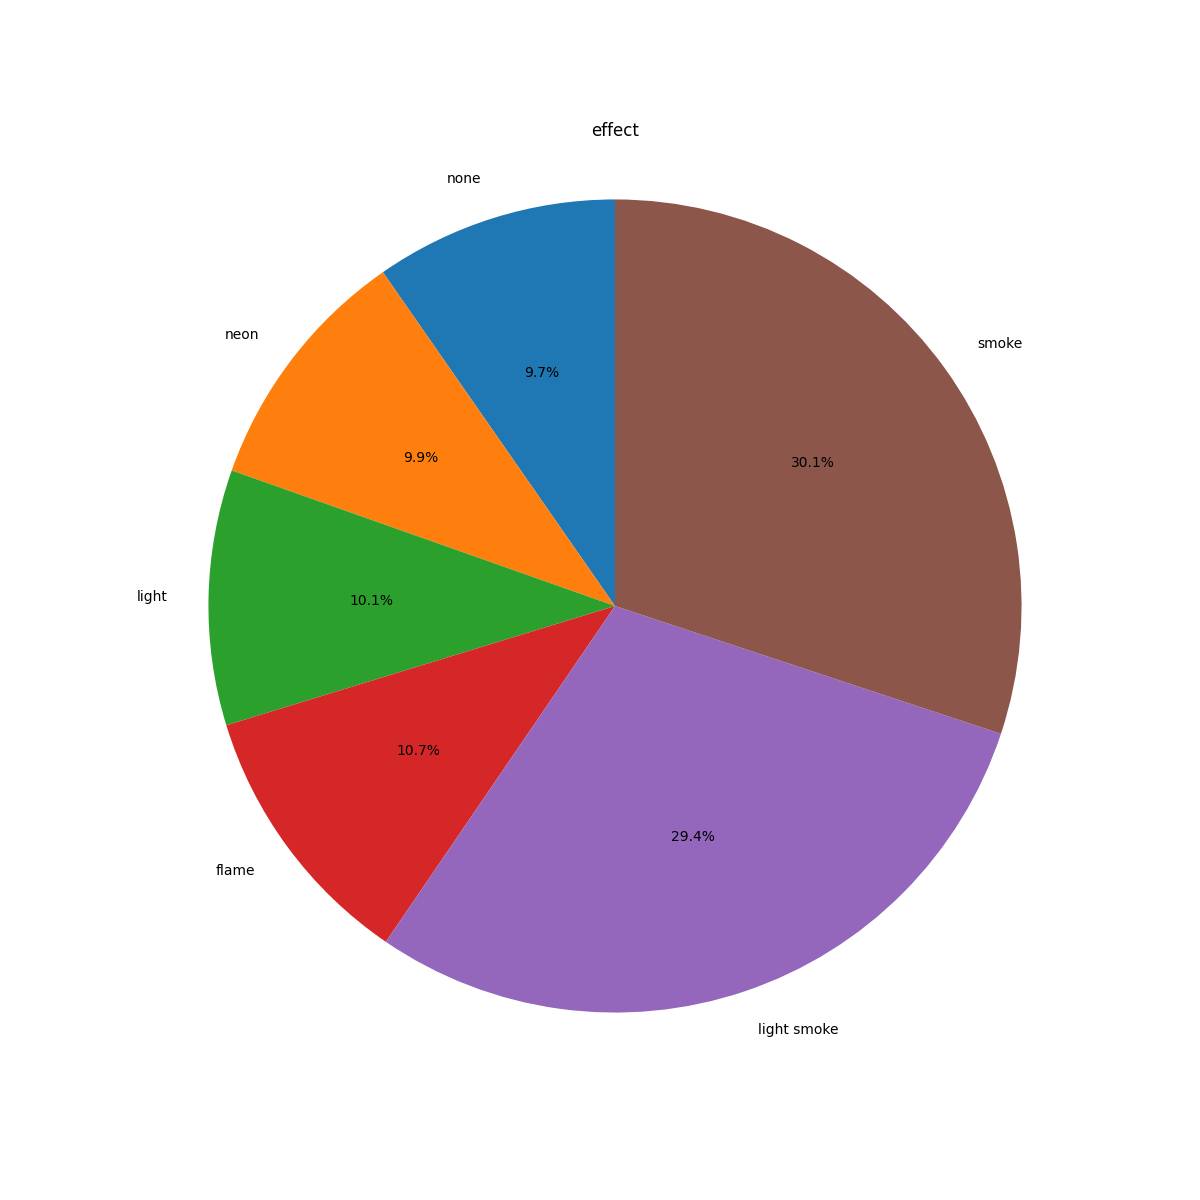 effect
none
smoke
neon
9.7%
9.9%
30.1%
light
10.1%
10.7%
29.4%
flame
light smoke